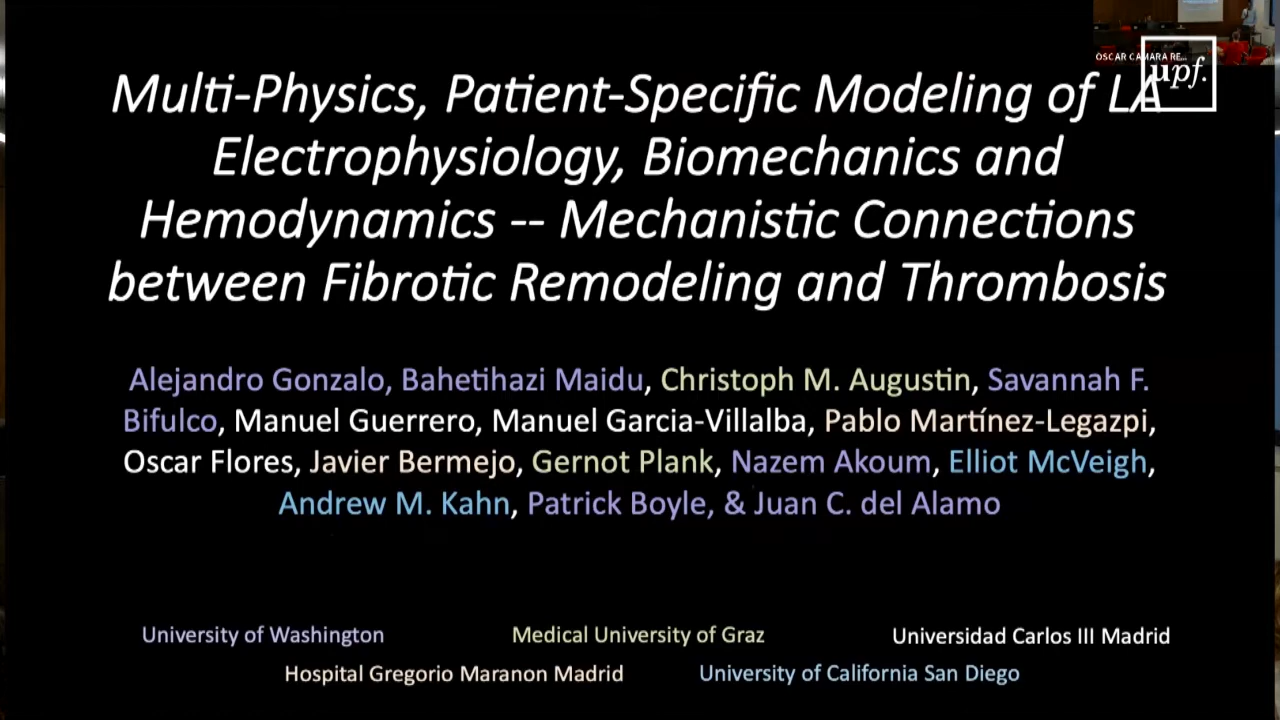 ÓSCAR CÁMARA RE...
upf.
Multi-Physics, Patient-Specific Modeling of LA
Electrophysiology, Biomechanics and
Hemodynamics -- Mechanistic Connections
between Fibrotic Remodeling and Thrombosis
Alejandro Gonzalo, Bahetihazi Maidu, Christoph M. Augustin, Savannah F.
Bifulco, Manuel Guerrero, Manuel Garcia-Villalba, Pablo Martínez-Legazpi,
Oscar Flores, Javier Bermejo, Gernot Plank, Nazem Akoum, Elliot McVeigh,
Andrew M. Kahn, Patrick Boyle, & Juan C. del Alamo
University of Washington Medical University of Graz Universidad Carlos III Madrid
Hospital Gregorio Maranon Madrid University of California San Diego